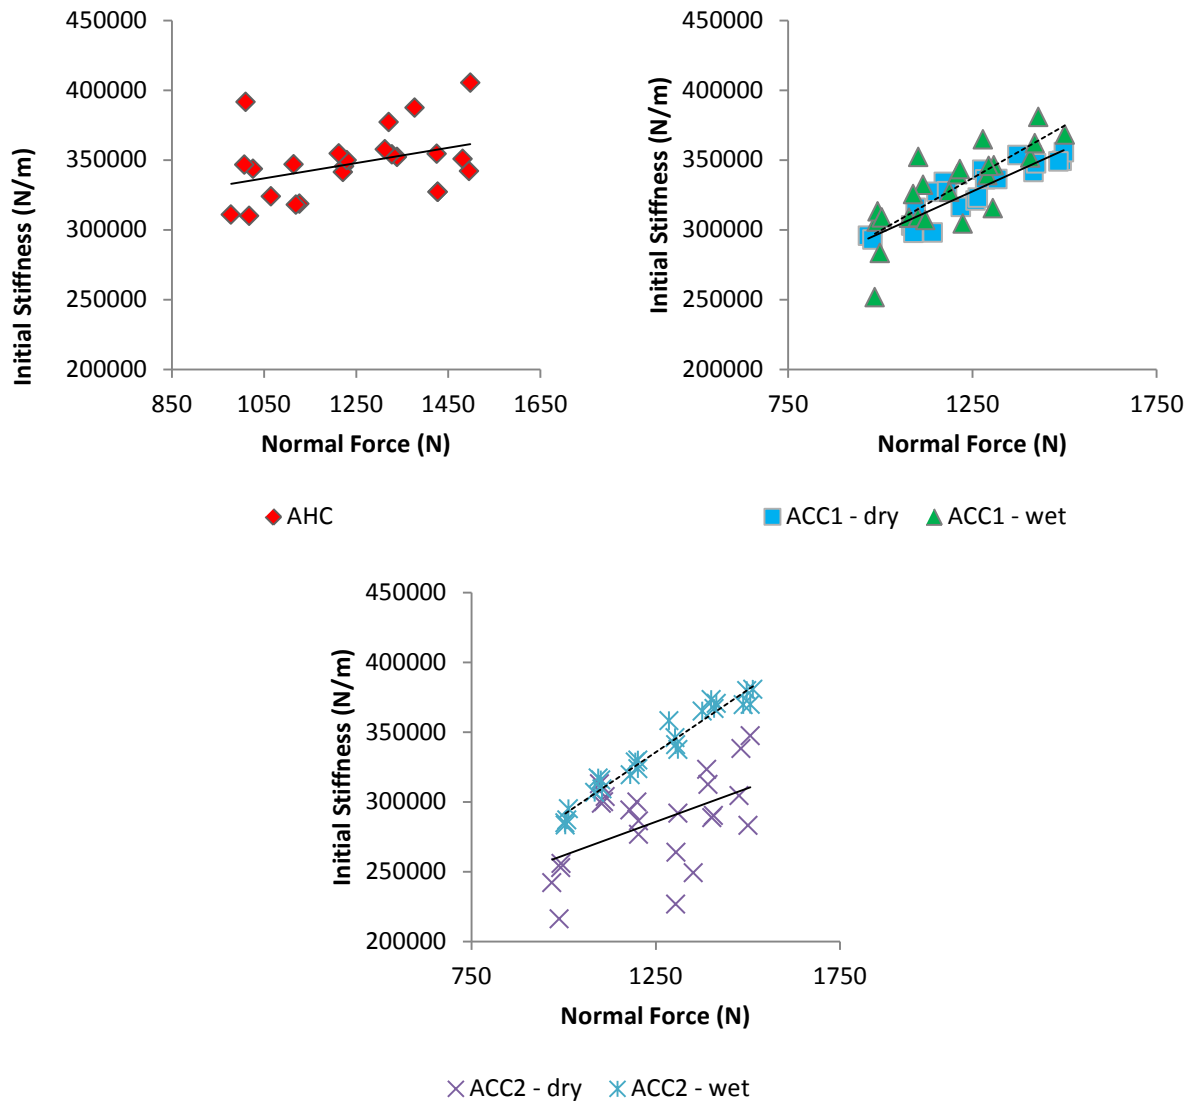 450000
400000
350000
300000
250000
200000
Initial Stiffness (N/m)
850 1050 1250 1450 1650
Normal Force (N)
AHC
450000
400000
350000
300000
250000
200000
Initial Stiffness (N/m)
750 1250 1750
Normal Force (N)
ACC1 - dry ACC1 - wet
450000
400000
350000
300000
250000
200000
Initial Stiffness (N/m)
750 1250 1750
Normal Force (N)
ACC2 - dry ACC2 - wet